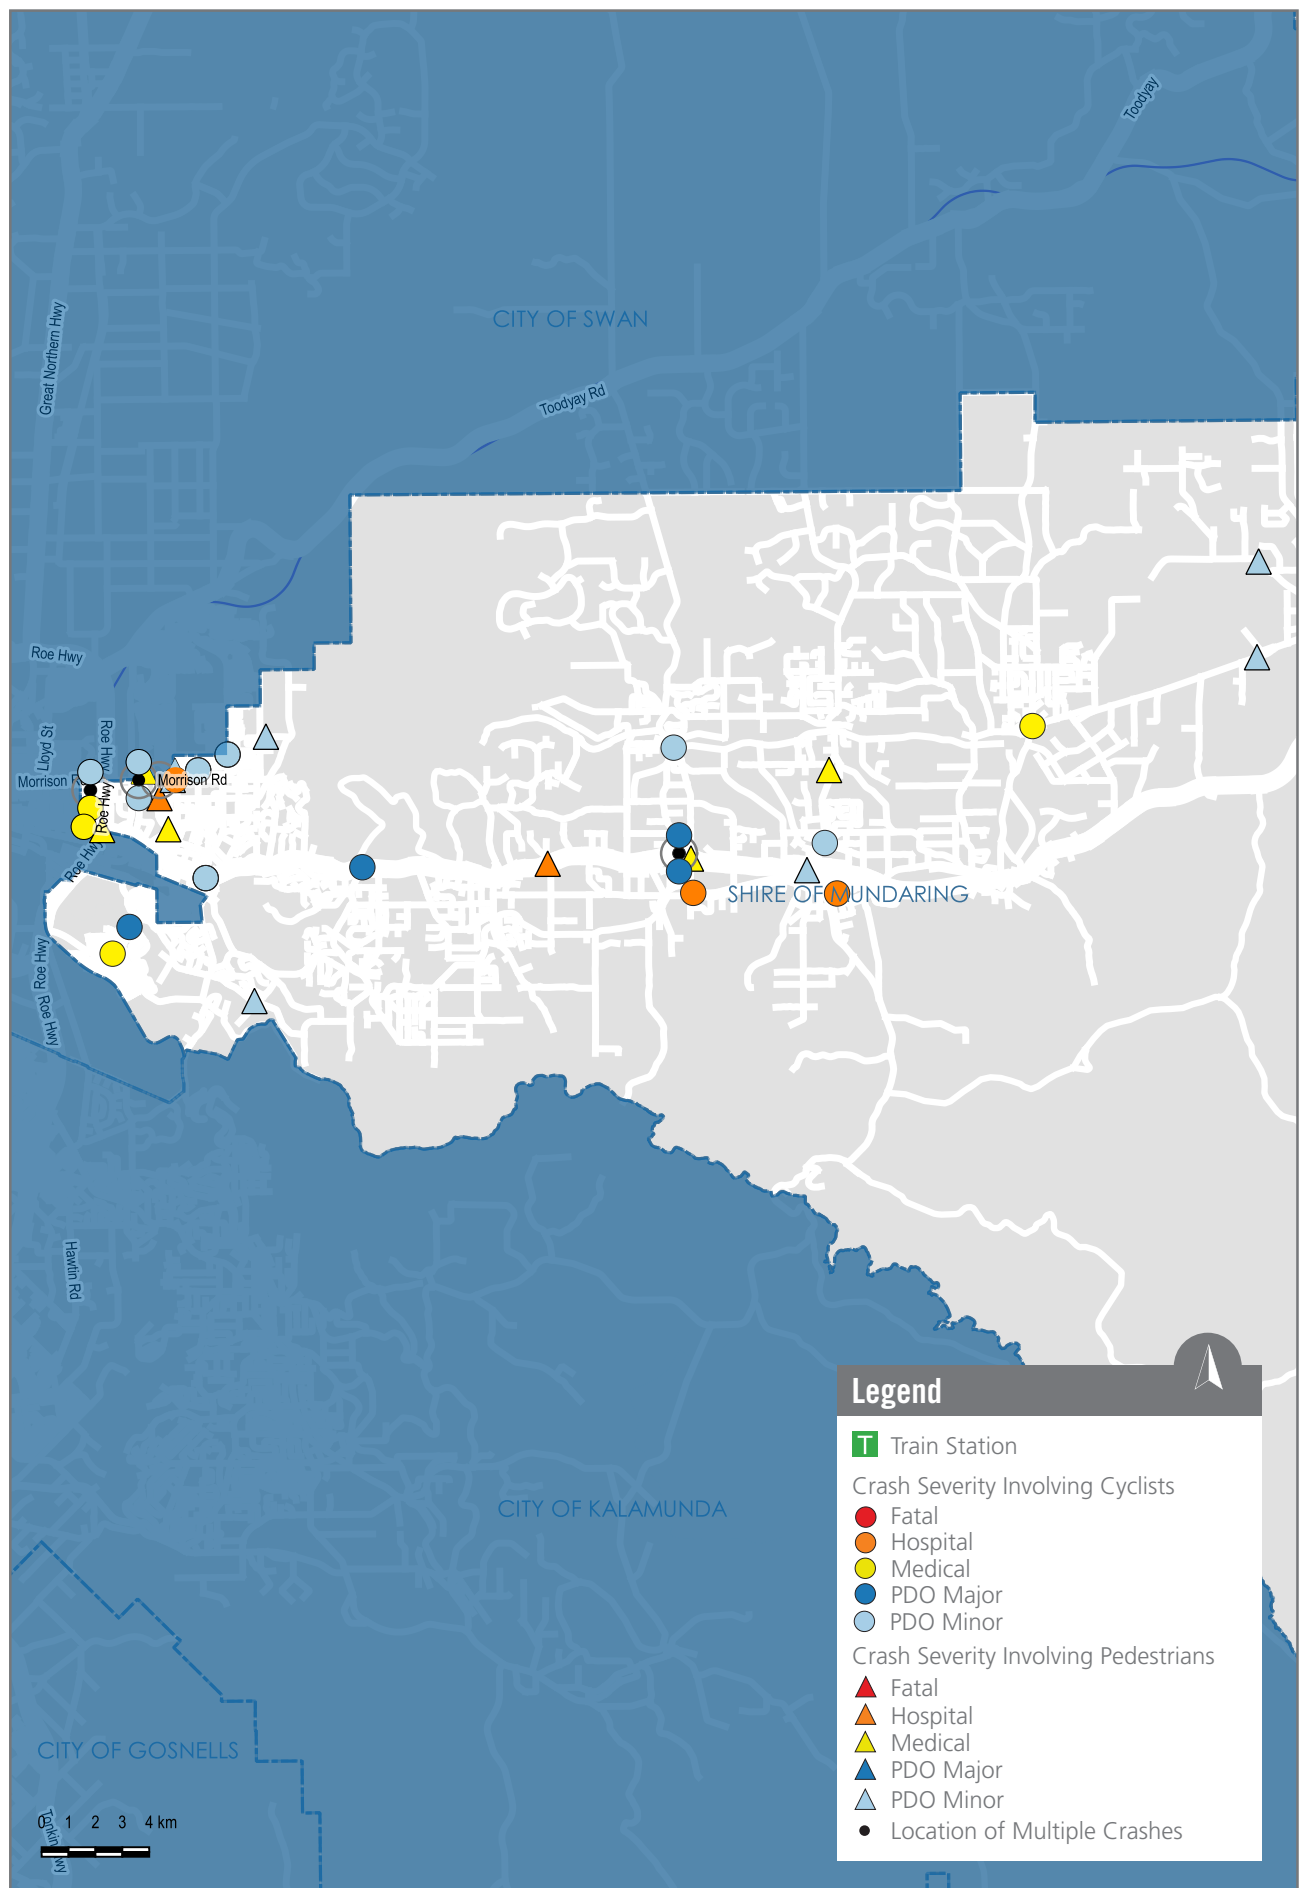 Toodyay
CITY OF SWAN
Great Northern Hwy
Toodyay Rd
Roe Hwy
Lloyd St
Roe Hwy
Morrison
Morrison Rd
Roe Hwy
Roe Hwy
SHIRE OF MUNDARING
Roe Hwy
Roe Hwy
Hawtin Rd
Legend
T Train Station
Crash Severity Involving Cyclists
Fatal
Hospital
Medical
PDO Major
PDO Minor
Crash Severity Involving Pedestrians
Fatal
Hospital
Medical
PDO Major
PDO Minor
Location of Multiple Crashes
CITY OF KALAMUNDA
CITY OF GOSNELLS
0 1 2 3 4 km